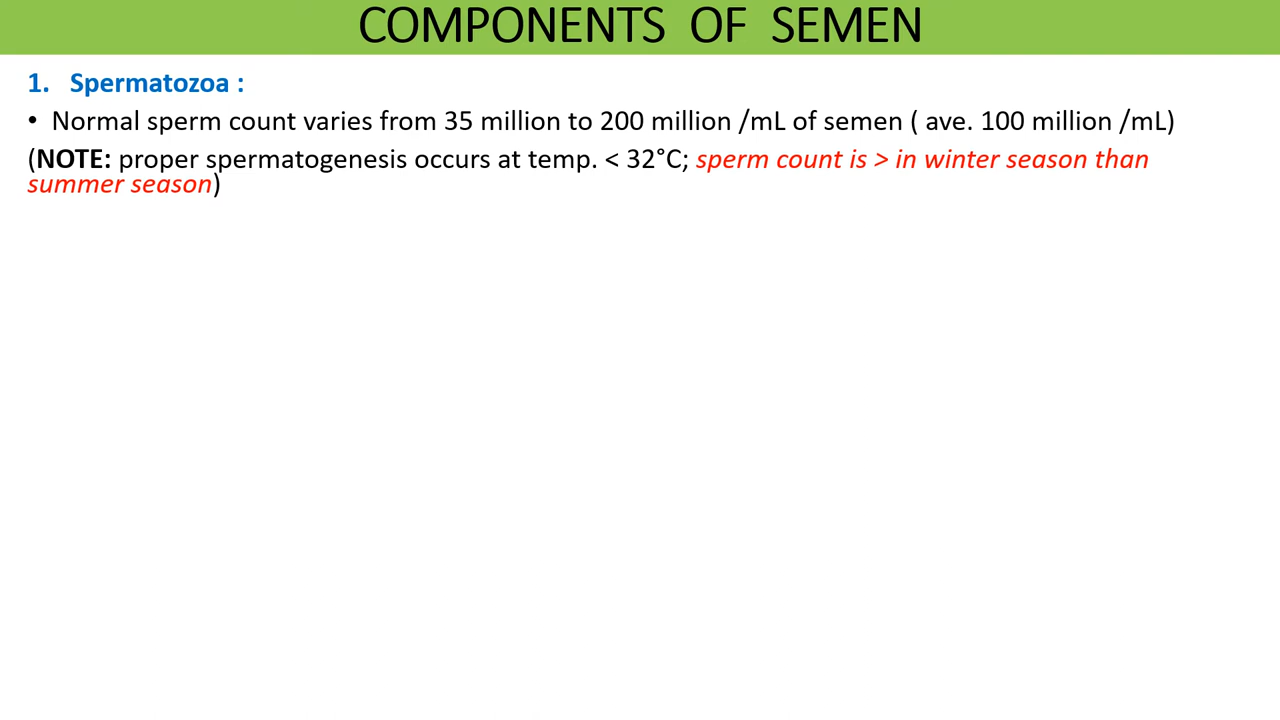 COMPONENTS OF SEMEN
1. Spermatozoa :
• Normal sperm count varies from 35 million to 200 million /mL of semen ( ave. 100 million /mL)
(NOTE: proper spermatogenesis occurs at temp. < 32°C; sperm count is > in winter season than
summer season)